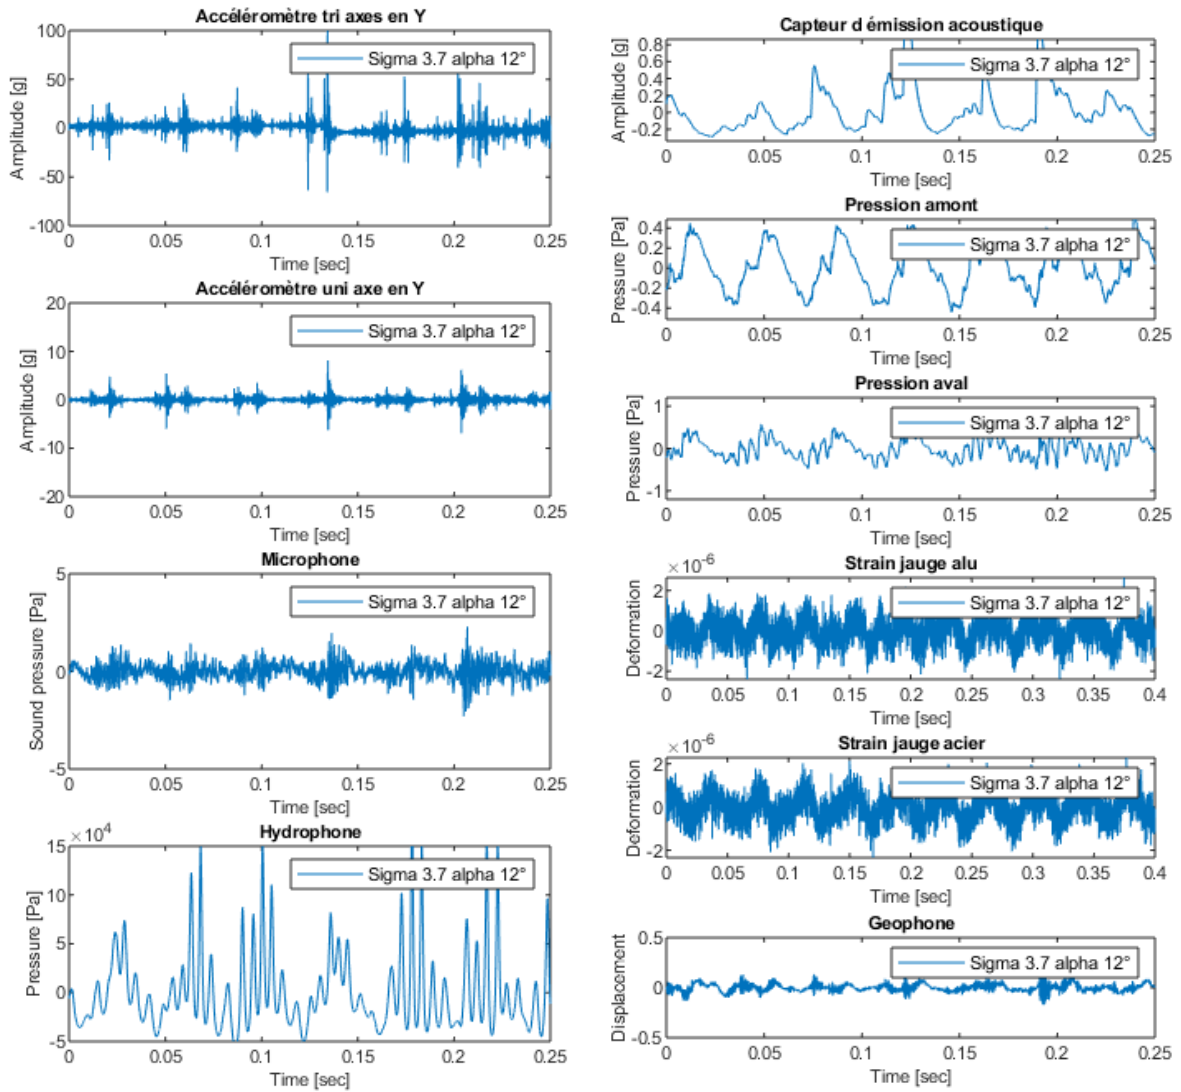 Accéléromètre tri axes en Y
Sigma 3.7 alpha 12°
Amplitude [g]
100
50
0
-50
-100
0 0.05 0.1 0.15 0.2 0.25
Time [sec]
Accéléromètre uni axe en Y
Sigma 3.7 alpha 12°
Amplitude [g]
20
10
0
-10
-20
0 0.05 0.1 0.15 0.2 0.25
Time [sec]
Microphone
Sigma 3.7 alpha 12°
Sound pressure [Pa]
5
0
-5
0 0.05 0.1 0.15 0.2 0.25
Time [sec]
×10^4
Hydrophone
Sigma 3.7 alpha 12°
Pressure [Pa]
15
10
5
0
-5
0 0.05 0.1 0.15 0.2 0.25
Time [sec]
Capteur d émission acoustique
Sigma 3.7 alpha 12°
Amplitude [g]
0.8
0.6
0.4
0.2
-0.2
0 0.05 0.1 0.15 0.2 0.25
Time [sec]
Pression amont
Sigma 3.7 alpha 12°
Pressure [Pa]
0.4
0.2
0
-0.2
-0.4
0 0.05 0.1 0.15 0.2 0.25
Time [sec]
Pression aval
Sigma 3.7 alpha 12°
Pressure [Pa]
1
0
-1
0 0.05 0.1 0.15 0.2 0.25
Time [sec]
×10^-6
Strain jauge alu
Sigma 3.7 alpha 12°
Deformation
2
0
-2
0 0.05 0.1 0.15 0.2 0.25 0.3 0.35 0.4
Time [sec]
×10^-6
Strain jauge acier
Sigma 3.7 alpha 12°
Deformation
2
0
-2
0 0.05 0.1 0.15 0.2 0.25 0.3 0.35 0.4
Time [sec]
Geophone
Sigma 3.7 alpha 12°
Displacement
0.5
0
-0.5
0 0.05 0.1 0.15 0.2 0.25
Time [sec]